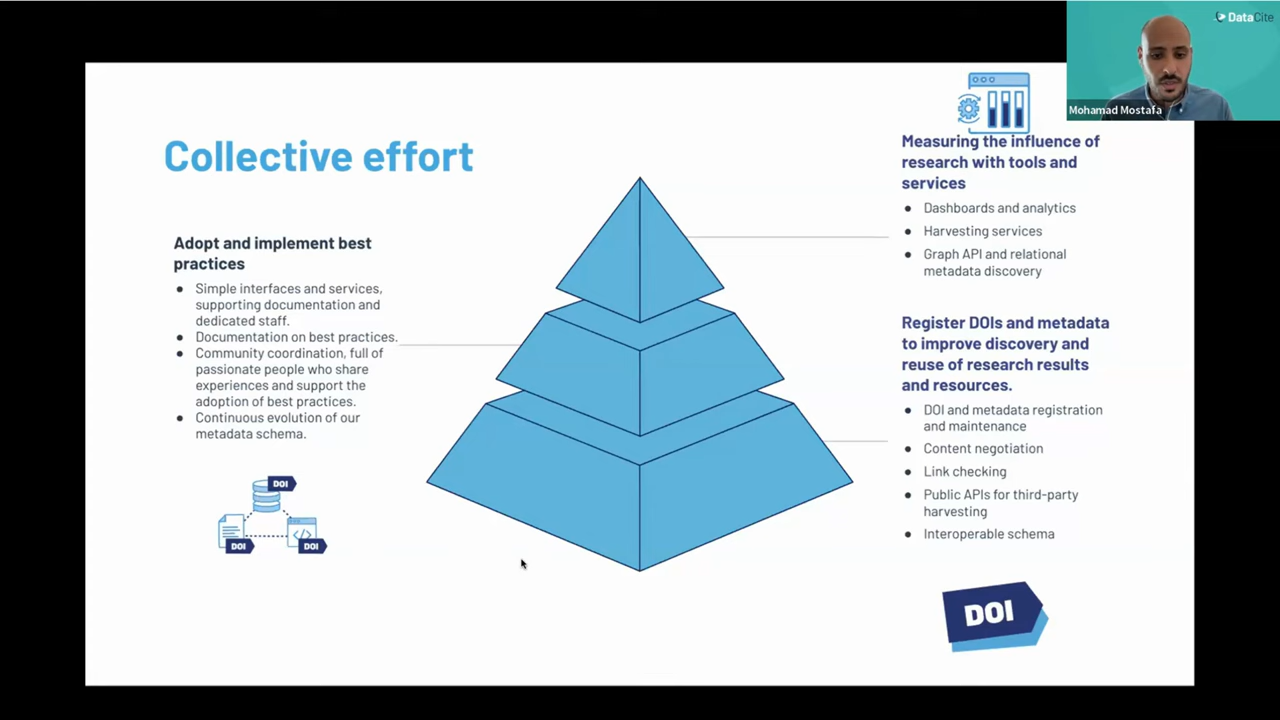 DataCite
Mohamad Mostafa
Collective effort
Adopt and implement best
practices
● Simple interfaces and services,
supporting documentation and
dedicated staff.
● Documentation on best practices.
● Community coordination, full of
passionate people who share
experiences and support the
adoption of best practices.
● Continuous evolution of our
metadata schema.
DOI
DOI
DOI
Measuring the influence of
research with tools and
services
● Dashboards and analytics
● Harvesting services
● Graph API and relational
metadata discovery
Register DOIs and metadata
to improve discovery and
reuse of research results
and resources.
● DOI and metadata registration
and maintenance
● Content negotiation
● Link checking
● Public APIs for third-party
harvesting
● Interoperable schema
DOI